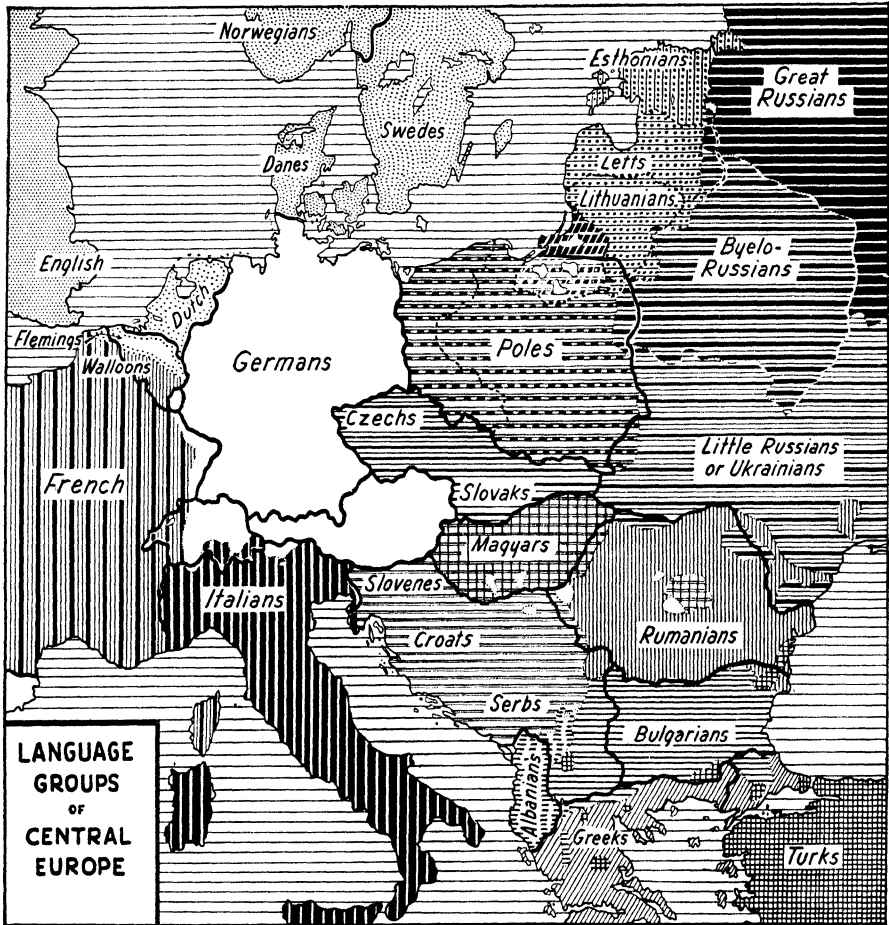 Norwegians
Esthonians
Great
Russians
Swedes
Danes
Letts
Lithuanians
English
Dutch
Byelo-
Russians
Flemings
Walloons
Germans
Poles
Czechs
Little Russians
or Ukrainians
French
Slovaks
Magyars
Slovenes
Italians
Croats
Rumanians
Serbs
Bulgarians
Albanians
Greeks
Turks
LANGUAGE
GROUPS
OF
CENTRAL
EUROPE